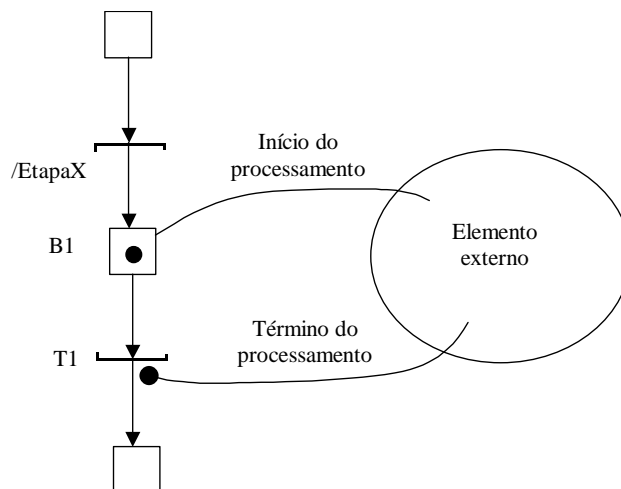 Início do
processamento
/EtapaX
B1
Elemento
externo
Término do
processamento
T1